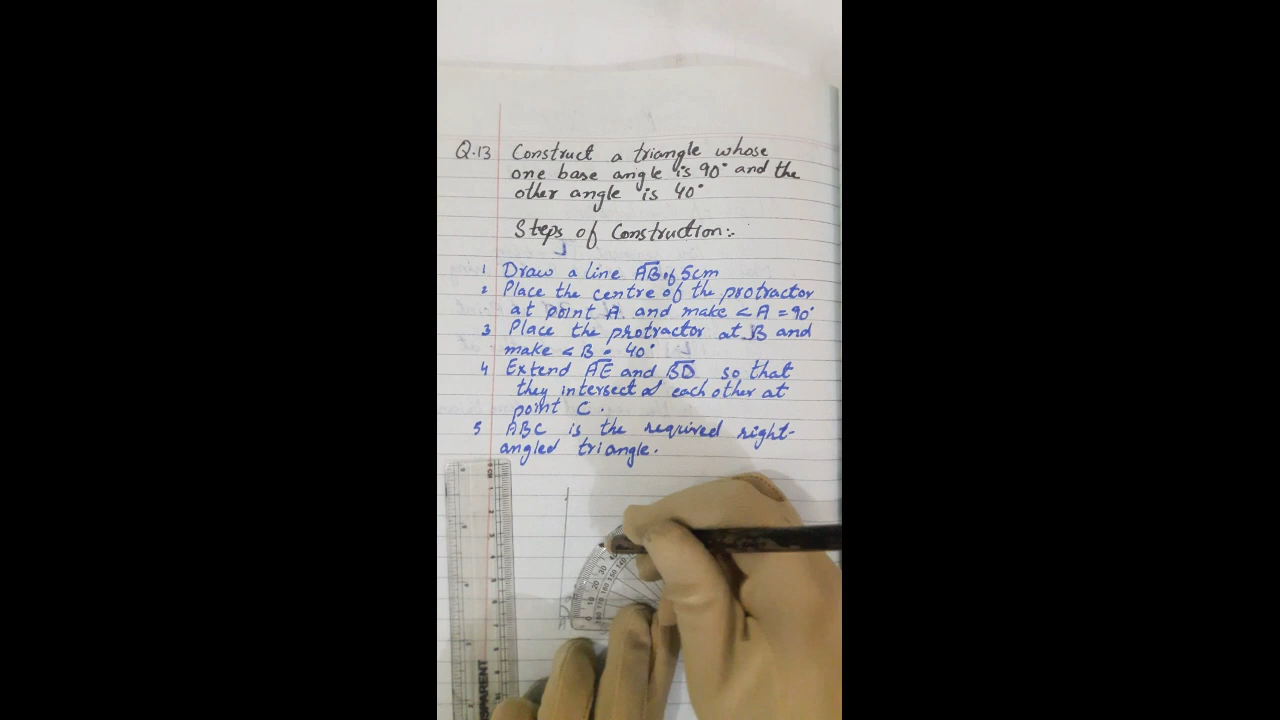 Q.13 Construct a triangle whose
one base angle is 90° and the
other angle is 40°
Steps of Construction:-
1 Draw a line AB of 5cm
2 Place the centre of the protractor
at point A. and make ∠A = 90°
3 Place the protractor at B and
make ∠B = 40°
4 Extend AE and BD so that
they intersect each other at
point C.
5 ABC is the required right-
angled triangle.